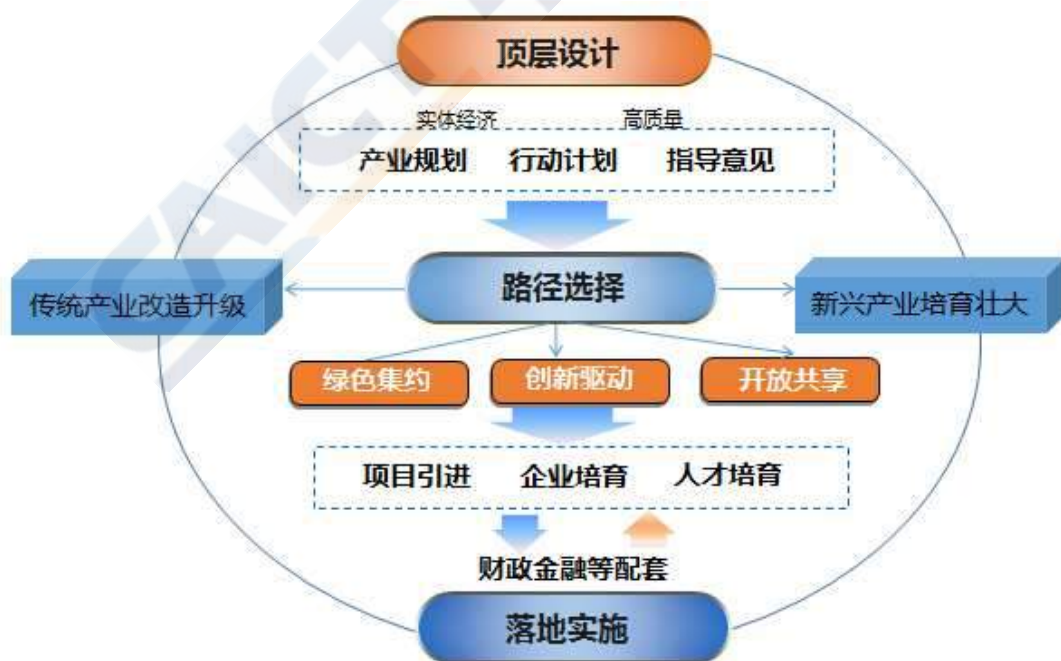 顶层设计
实体经济 高质量
产业规划 行动计划 指导意见
路径选择
传统产业改造升级 新兴产业培育壮大
绿色集约 创新驱动 开放共享
项目引进 企业培育 人才培育
财政金融等配套
落地实施
CAICT